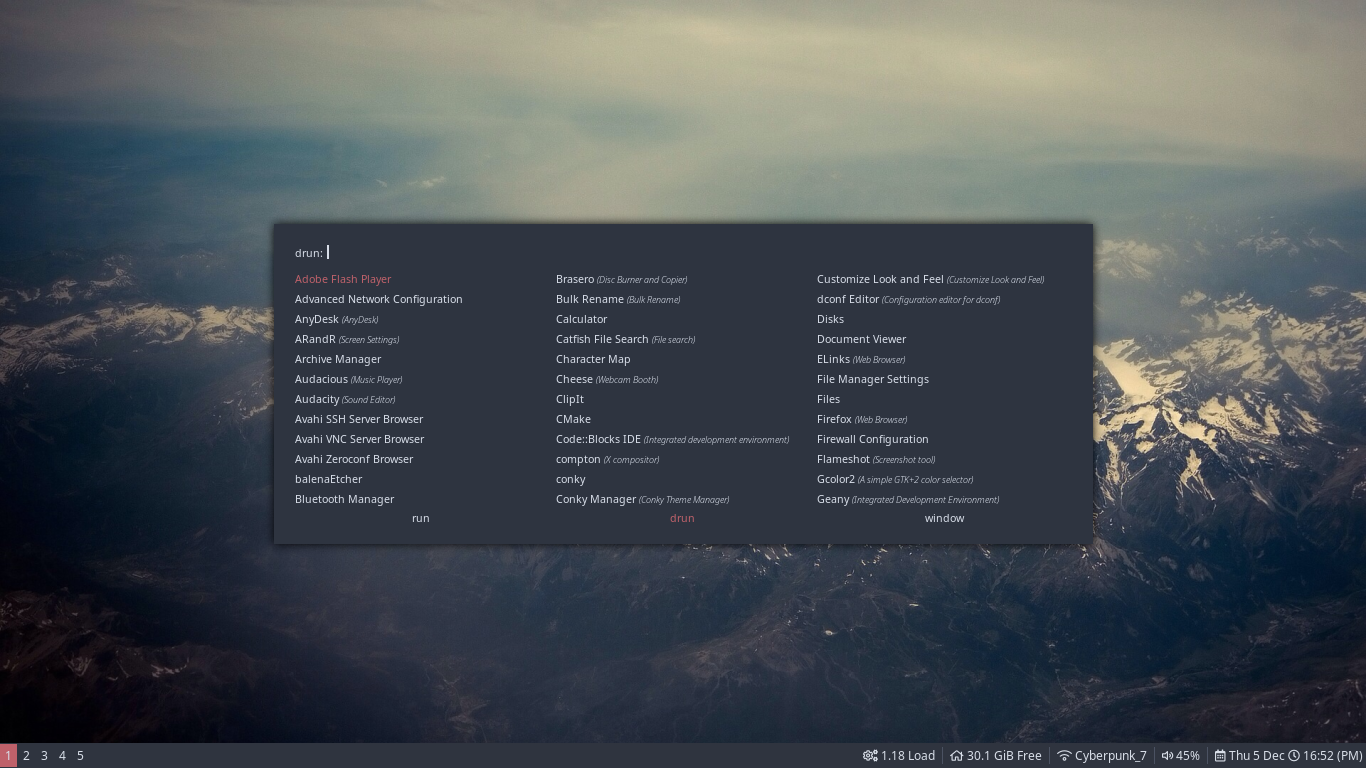 drun:
Adobe Flash Player
Advanced Network Configuration
AnyDesk (AnyDesk)
ARandR (Screen Settings)
Archive Manager
Audacious (Music Player)
Audacity (Sound Editor)
Avahi SSH Server Browser
Avahi VNC Server Browser
Avahi Zeroconf Browser
balenaEtcher
Bluetooth Manager
Brasero (Disc Burner and Copier)
Bulk Rename (Bulk Rename)
Calculator
Catfish File Search (File search)
Character Map
Cheese (Webcam Booth)
ClipIt
CMake
Code::Blocks IDE (Integrated development environment)
compton (X compositor)
conky
Conky Manager (Conky Theme Manager)
Customize Look and Feel (Customize Look and Feel)
dconf Editor (Configuration editor for dconf)
Disks
Document Viewer
ELinks (Web Browser)
File Manager Settings
Files
Firefox (Web Browser)
Firewall Configuration
Flameshot (Screenshot tool)
Gcolor2 (A simple GTK+2 color selector)
Geany (Integrated Development Environment)
run drun window
1 2 3 4 5 1.18 Load 30.1 GiB Free Cyberpunk_7 45% Thu 5 Dec 16:52 (PM)